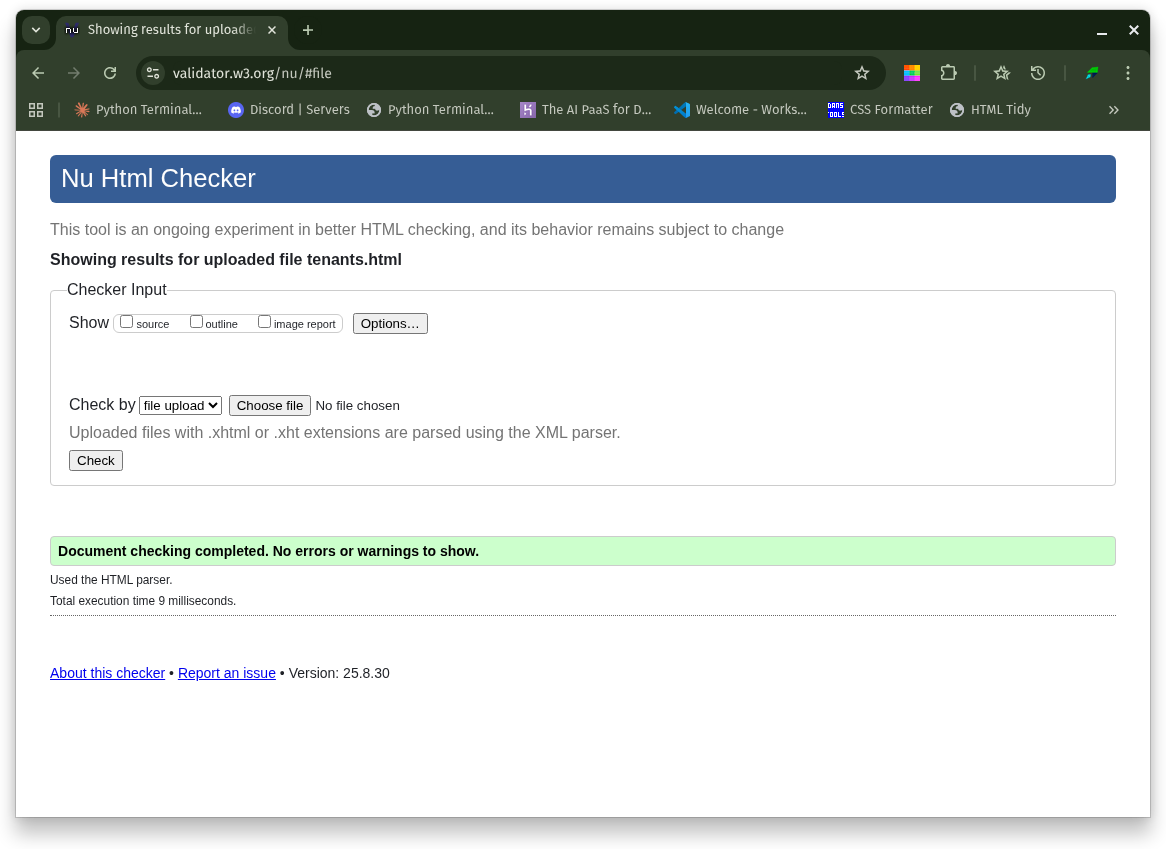 nu Showing results for uploade
validator.w3.org/nu/#file
Python Terminal... Discord | Servers Python Terminal... The AI PaaS for D... Welcome - Works... DANS TOOLS CSS Formatter HTML Tidy
Nu Html Checker
This tool is an ongoing experiment in better HTML checking, and its behavior remains subject to change
Showing results for uploaded file tenants.html
Checker Input
Show source outline image report Options...
Check by file upload Choose file No file chosen
Uploaded files with .xhtml or .xht extensions are parsed using the XML parser.
Check
Document checking completed. No errors or warnings to show.
Used the HTML parser.
Total execution time 9 milliseconds.
About this checker • Report an issue • Version: 25.8.30